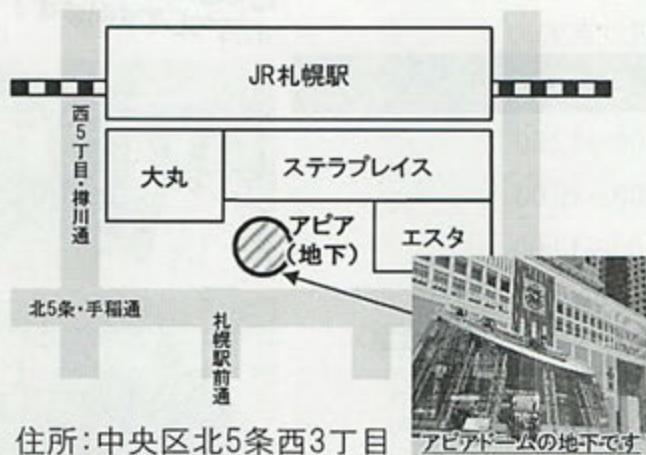 JR札幌駅
西5丁目・樽川通
大丸
ステラプレイス
アピア
(地下)
エスタ
北5条・手稲通
札幌駅前通
住所:中央区北5条西3丁目
アピアドームの地下です